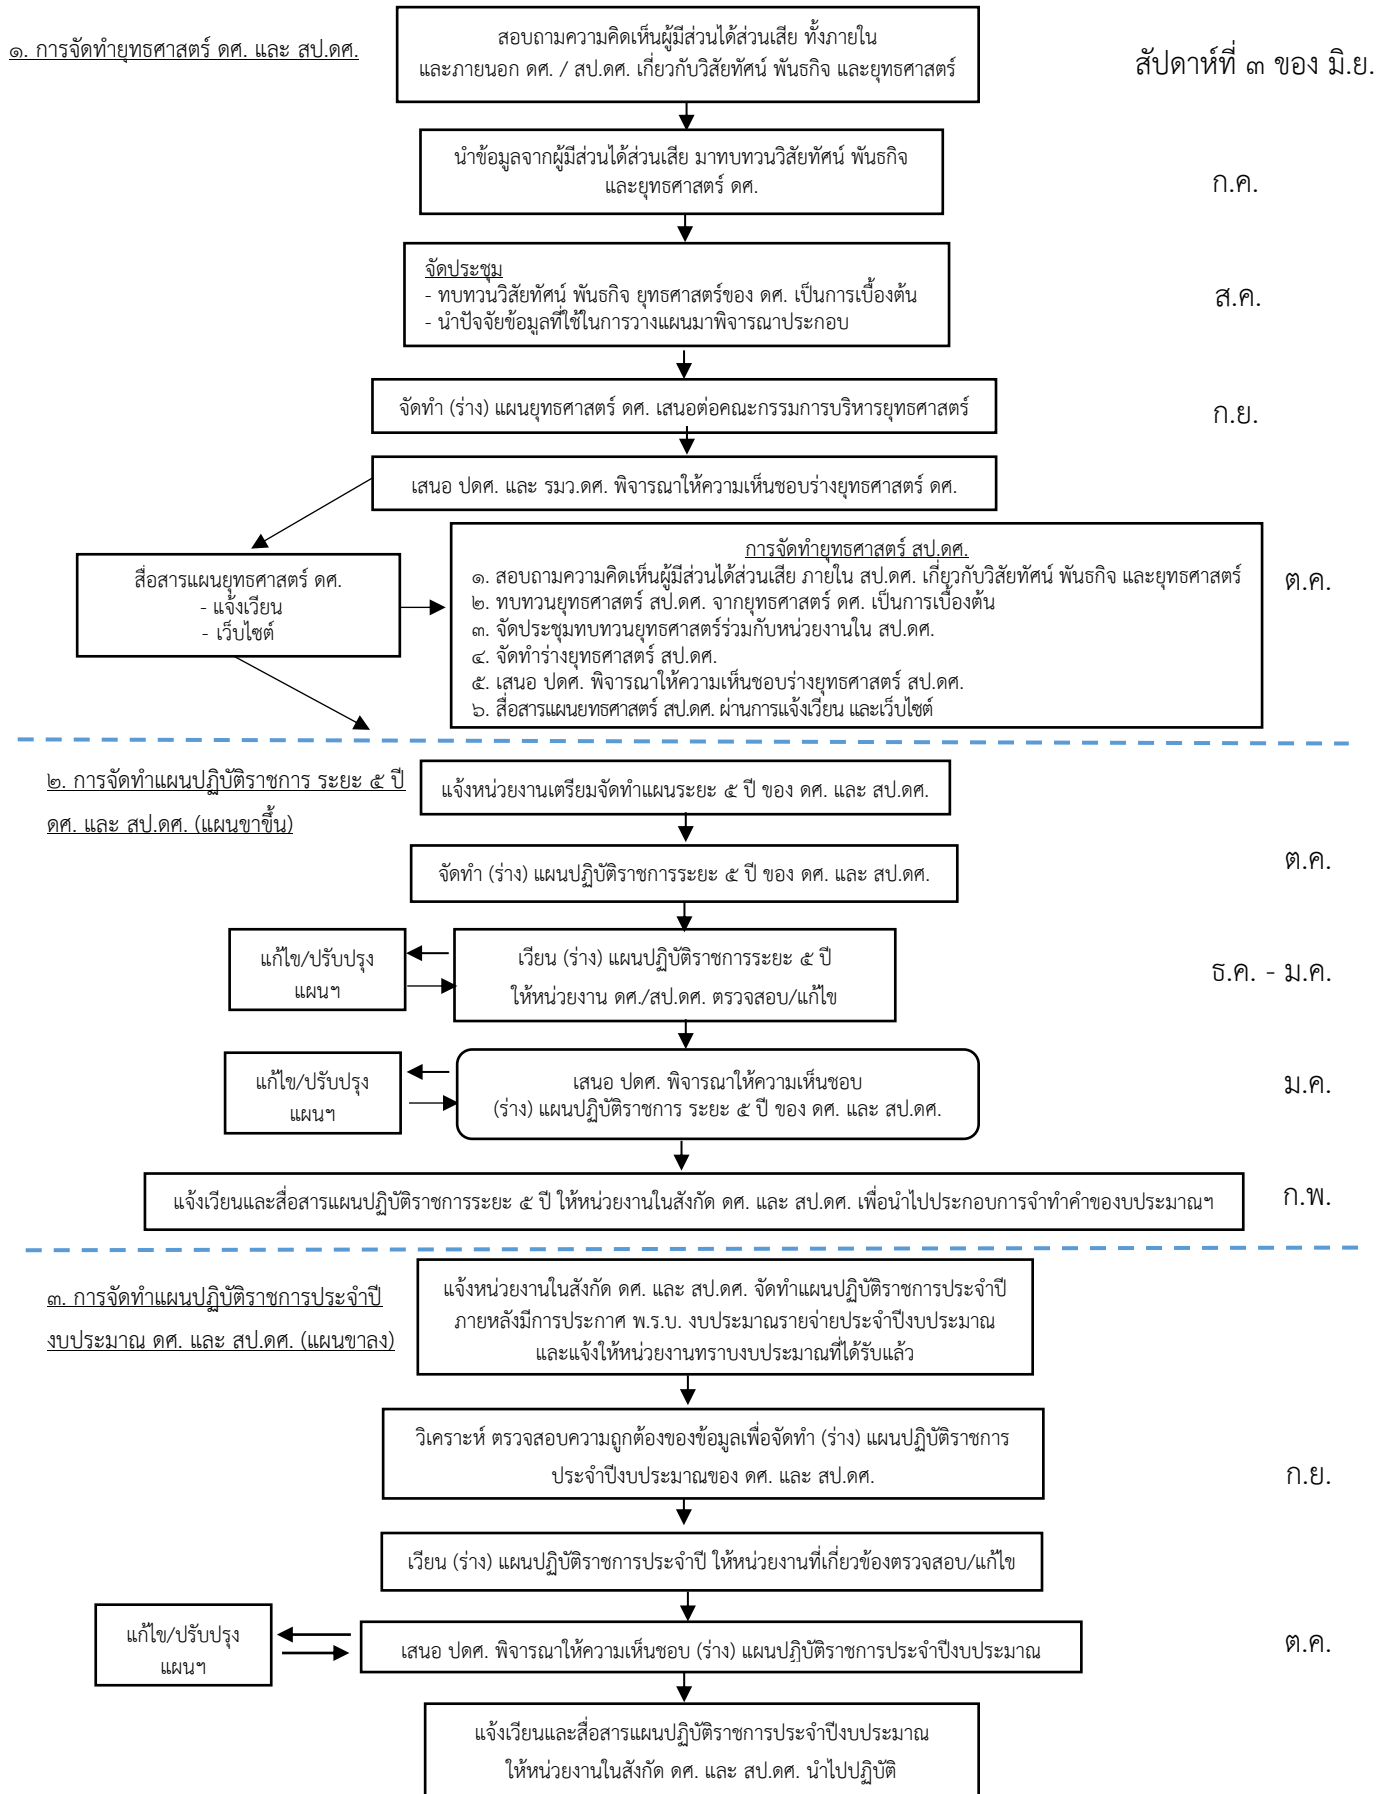 ๑. การจัดทำยุทธศาสตร์ ดศ. และ สป.ดศ.
สอบถามความคิดเห็นผู้มีส่วนได้ส่วนเสีย ทั้งภายใน
และภายนอก ดศ. / สป.ดศ. เกี่ยวกับวิสัยทัศน์ พันธกิจ และยุทธศาสตร์
สัปดาห์ที่ ๓ ของ มิ.ย.
นำข้อมูลจากผู้มีส่วนได้ส่วนเสีย มาทบทวนวิสัยทัศน์ พันธกิจ
และยุทธศาสตร์ ดศ.
ก.ค.
จัดประชุม
- ทบทวนวิสัยทัศน์ พันธกิจ ยุทธศาสตร์ของ ดศ. เป็นการเบื้องต้น
- นำปัจจัยข้อมูลที่ใช้ในการวางแผนมาพิจารณาประกอบ
ส.ค.
จัดทำ (ร่าง) แผนยุทธศาสตร์ ดศ. เสนอต่อคณะกรรมการบริหารยุทธศาสตร์
ก.ย.
เสนอ ปดศ. และ รมว.ดศ. พิจารณาให้ความเห็นชอบร่างยุทธศาสตร์ ดศ.
สื่อสารแผนยุทธศาสตร์ ดศ.
- แจ้งเวียน
- เว็บไซต์
การจัดทำยุทธศาสตร์ สป.ดศ.
๑. สอบถามความคิดเห็นผู้มีส่วนได้ส่วนเสีย ภายใน สป.ดศ. เกี่ยวกับวิสัยทัศน์ พันธกิจ และยุทธศาสตร์
๒. ทบทวนยุทธศาสตร์ สป.ดศ. จากยุทธศาสตร์ ดศ. เป็นการเบื้องต้น
๓. จัดประชุมทบทวนยุทธศาสตร์ร่วมกับหน่วยงานใน สป.ดศ.
๔. จัดทำร่างยุทธศาสตร์ สป.ดศ.
๕. เสนอ ปดศ. พิจารณาให้ความเห็นชอบร่างยุทธศาสตร์ สป.ดศ.
๖. สื่อสารแผนยทธศาสตร์ สป.ดศ. ผ่านการแจ้งเวียน และเว็บไซต์
ต.ค.
๒. การจัดทำแผนปฏิบัติราชการ ระยะ ๕ ปี
ดศ. และ สป.ดศ. (แผนขาขึ้น)
แจ้งหน่วยงานเตรียมจัดทำแผนระยะ ๕ ปี ของ ดศ. และ สป.ดศ.
จัดทำ (ร่าง) แผนปฏิบัติราชการระยะ ๕ ปี ของ ดศ. และ สป.ดศ.
ต.ค.
แก้ไข/ปรับปรุง
แผนฯ
เวียน (ร่าง) แผนปฏิบัติราชการระยะ ๕ ปี
ให้หน่วยงาน ดศ./สป.ดศ. ตรวจสอบ/แก้ไข
ธ.ค. - ม.ค.
แก้ไข/ปรับปรุง
แผนฯ
เสนอ ปดศ. พิจารณาให้ความเห็นชอบ
(ร่าง) แผนปฏิบัติราชการ ระยะ ๕ ปี ของ ดศ. และ สป.ดศ.
ม.ค.
แจ้งเวียนและสื่อสารแผนปฏิบัติราชการระยะ ๕ ปี ให้หน่วยงานในสังกัด ดศ. และ สป.ดศ. เพื่อนำไปประกอบการจำทำคำของบประมาณฯ
ก.พ.
๓. การจัดทำแผนปฏิบัติราชการประจำปี
งบประมาณ ดศ. และ สป.ดศ. (แผนขาลง)
แจ้งหน่วยงานในสังกัด ดศ. และ สป.ดศ. จัดทำแผนปฏิบัติราชการประจำปี
ภายหลังมีการประกาศ พ.ร.บ. งบประมาณรายจ่ายประจำปีงบประมาณ
และแจ้งให้หน่วยงานทราบงบประมาณที่ได้รับแล้ว
วิเคราะห์ ตรวจสอบความถูกต้องของข้อมูลเพื่อจัดทำ (ร่าง) แผนปฏิบัติราชการ
ประจำปีงบประมาณของ ดศ. และ สป.ดศ.
ก.ย.
เวียน (ร่าง) แผนปฏิบัติราชการประจำปี ให้หน่วยงานที่เกี่ยวข้องตรวจสอบ/แก้ไข
แก้ไข/ปรับปรุง
แผนฯ
เสนอ ปดศ. พิจารณาให้ความเห็นชอบ (ร่าง) แผนปฏิบัติราชการประจำปีงบประมาณ
ต.ค.
แจ้งเวียนและสื่อสารแผนปฏิบัติราชการประจำปีงบประมาณ
ให้หน่วยงานในสังกัด ดศ. และ สป.ดศ. นำไปปฏิบัติ